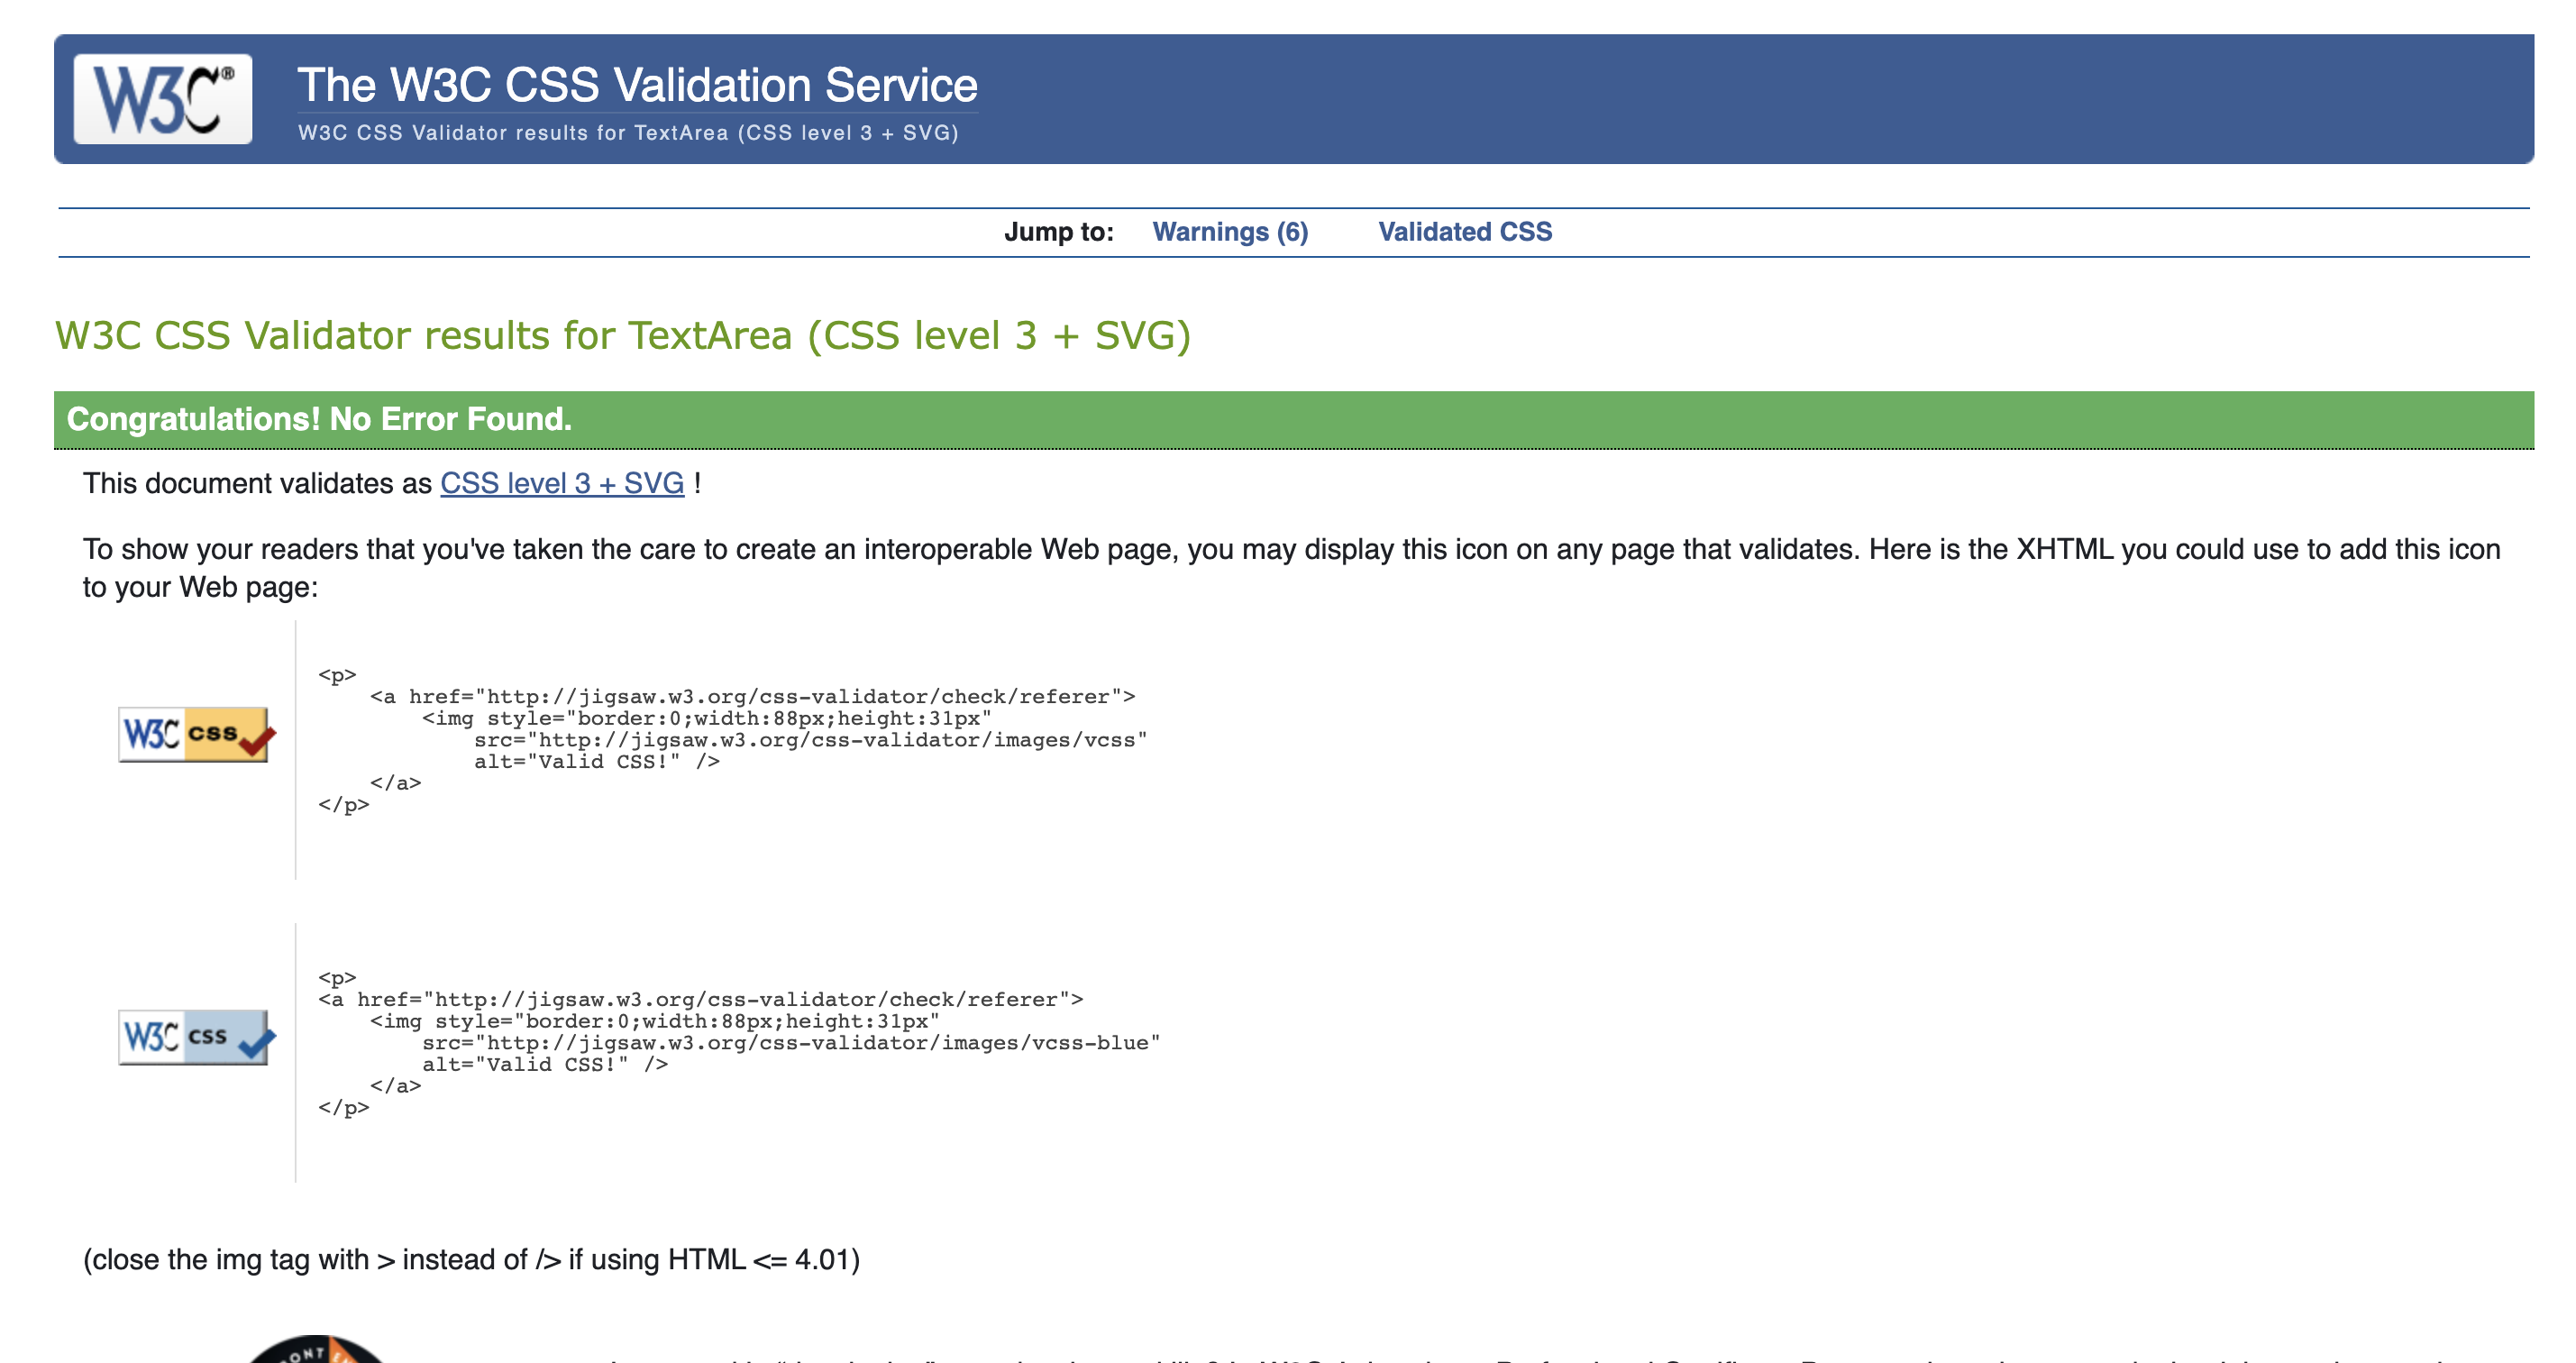 W3C®
The W3C CSS Validation Service
W3C CSS Validator results for TextArea (CSS level 3 + SVG)
Jump to: Warnings (6) Validated CSS
W3C CSS Validator results for TextArea (CSS level 3 + SVG)
Congratulations! No Error Found.
This document validates as CSS level 3 + SVG !
To show your readers that you've taken the care to create an interoperable Web page, you may display this icon on any page that validates. Here is the XHTML you could use to add this icon
to your Web page:
W3C css
<p>
    <a href="http://jigsaw.w3.org/css-validator/check/referer">
        <img style="border:0;width:88px;height:31px"
            src="http://jigsaw.w3.org/css-validator/images/vcss"
            alt="Valid CSS!" />
    </a>
</p>
W3C css
<p>
<a href="http://jigsaw.w3.org/css-validator/check/referer">
    <img style="border:0;width:88px;height:31px"
        src="http://jigsaw.w3.org/css-validator/images/vcss-blue"
        alt="Valid CSS!" />
    </a>
</p>
(close the img tag with > instead of /> if using HTML <= 4.01)